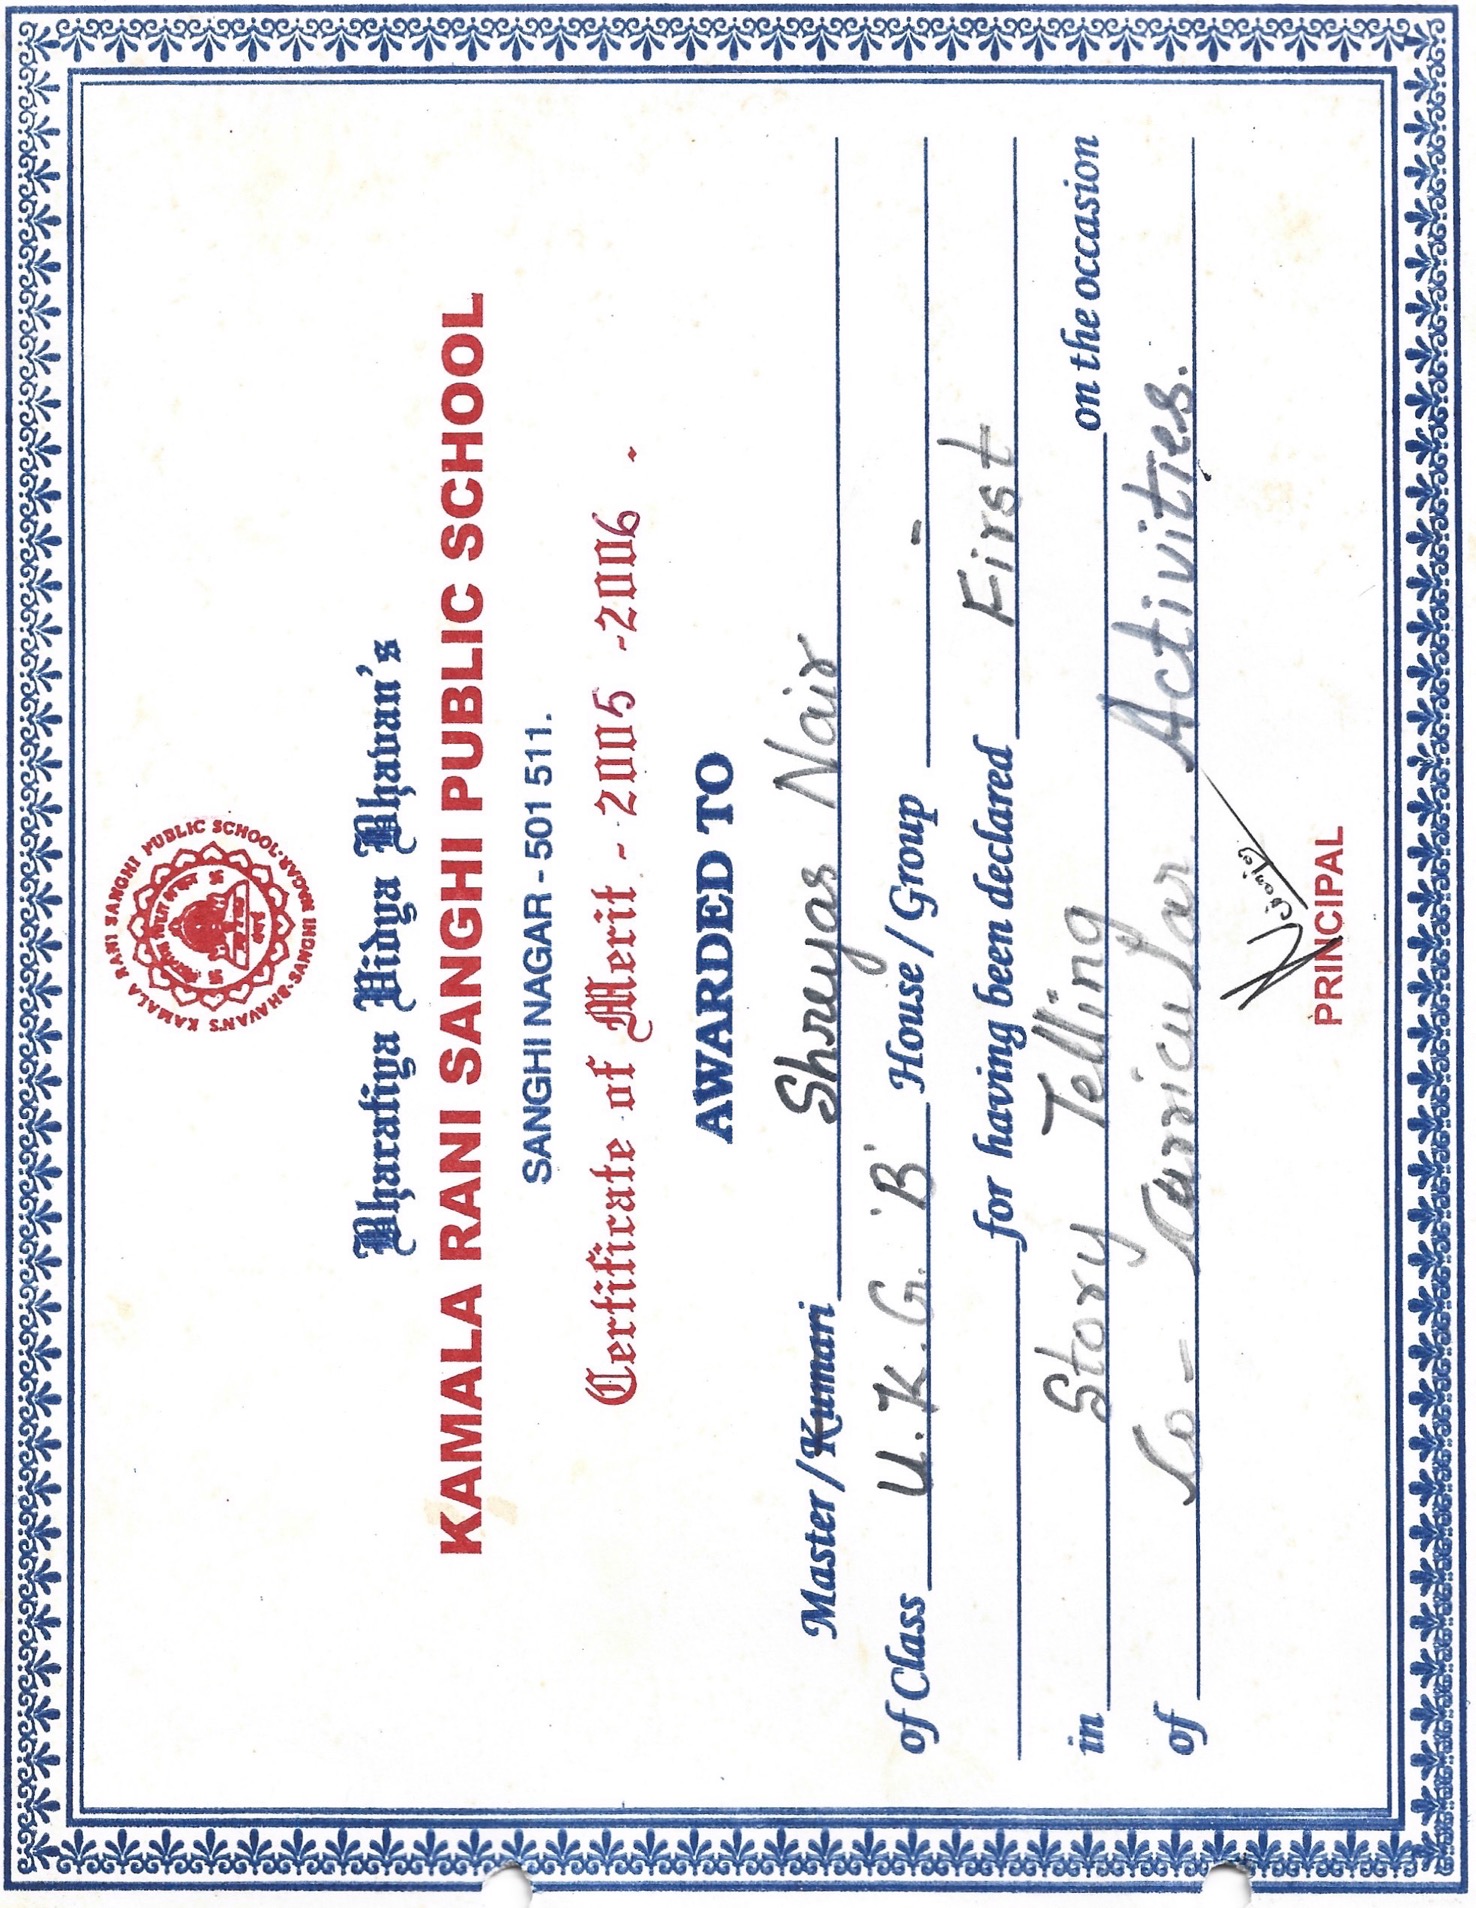 BHAVAN'S KAMALA RANI SANGHI PUBLIC SCHOOL · SANGHI NAGAR ·
Bharatiya Vidya Bhavan's
KAMALA RANI SANGHI PUBLIC SCHOOL
SANGHI NAGAR - 501 511.
Certificate of Merit - 2005 -2006 .
AWARDED TO
Master / Kumari Shreyas Nair
of Class U.K.G. 'B' House / Group -
for having been declared First
in Story Telling on the occasion
of Co - Curricular Activities.
PRINCIPAL